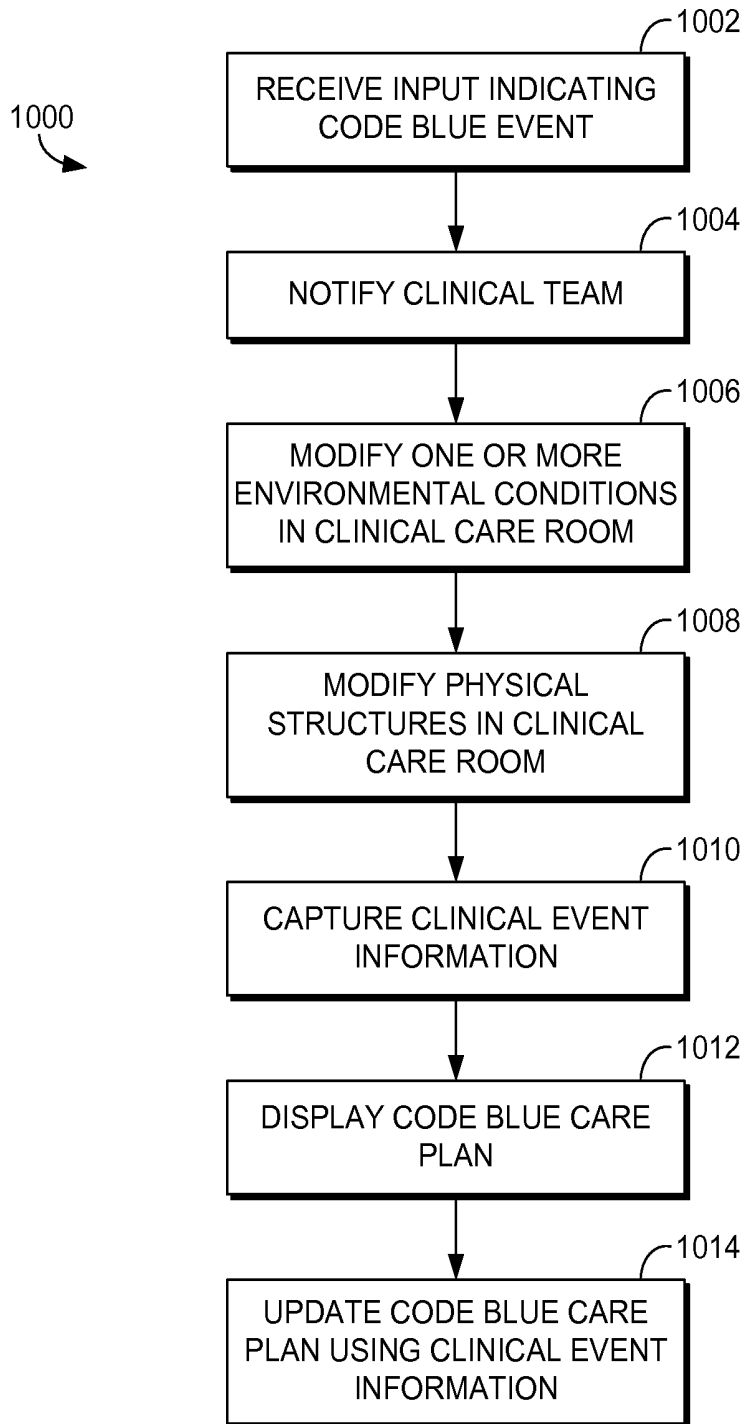 1002
RECEIVE INPUT INDICATING
CODE BLUE EVENT
1000
1004
NOTIFY CLINICAL TEAM
1006
MODIFY ONE OR MORE
ENVIRONMENTAL CONDITIONS
IN CLINICAL CARE ROOM
1008
MODIFY PHYSICAL
STRUCTURES IN CLINICAL
CARE ROOM
1010
CAPTURE CLINICAL EVENT
INFORMATION
1012
DISPLAY CODE BLUE CARE
PLAN
1014
UPDATE CODE BLUE CARE
PLAN USING CLINICAL EVENT
INFORMATION